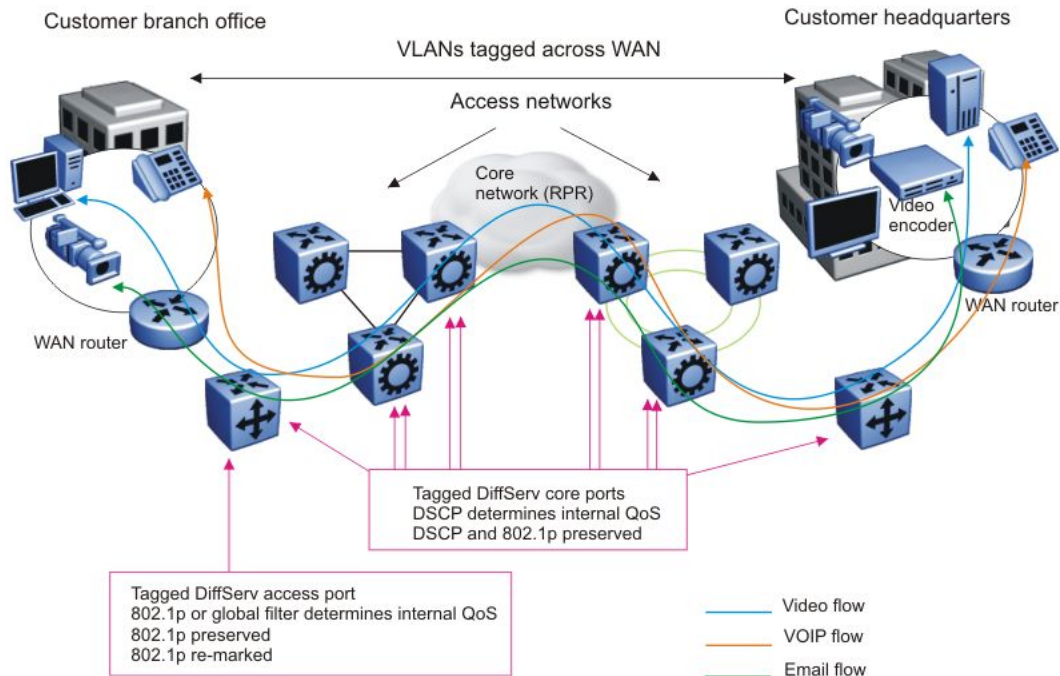 Customer branch office
Customer headquarters
VLANs tagged across WAN
Access networks
Core
network (RPR)
Video
encoder
WAN router
WAN router
Tagged DiffServ core ports
DSCP determines internal QoS
DSCP and 802.1p preserved
Tagged DiffServ access port
802.1p or global filter determines internal QoS
802.1p preserved
802.1p re-marked
Video flow
VOIP flow
Email flow